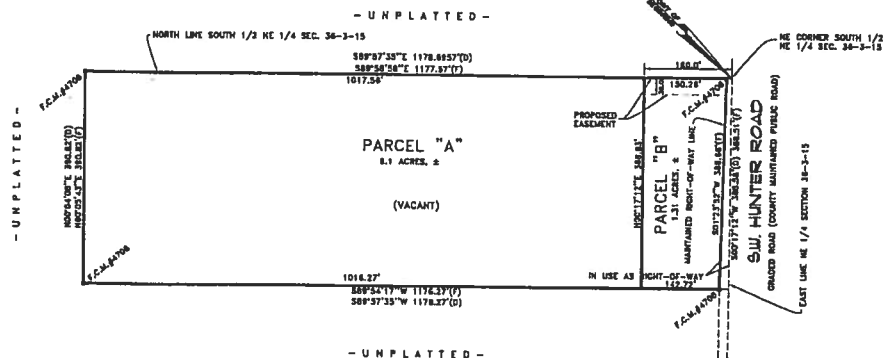 - UNPLATTED -
NORTH LINE SOUTH 1/2 NE 1/4 SEC. 36-3-15
S89°57'35"E 1178.6957'(D)
S89°58'58"E 1177.57'(F)
1017.56'
160.0'
150.28'
NE CORNER SOUTH 1/2
NE 1/4 SEC. 36-3-15
F.C.M.#4708
F.C.M.#4708
PROPOSED
EASEMENT
- UNPLATTED -
PARCEL "A"
8.1 ACRES, ±
(VACANT)
PARCEL "B"
1.31 ACRES, ±
MAINTAINED RIGHT-OF-WAY LINE
S.W. HUNTER ROAD
GRADED ROAD (COUNTY MAINTAINED PUBLIC ROAD)
EAST LINE NE 1/4 SECTION 36-3-15
F.C.M.#4708
1016.27'
IN USE AS RIGHT-OF-WAY
142.72'
S89°54'17"W 1176.27'(F)
S89°57'35"W 1178.27'(D)
F.C.M.#4708
- UNPLATTED -